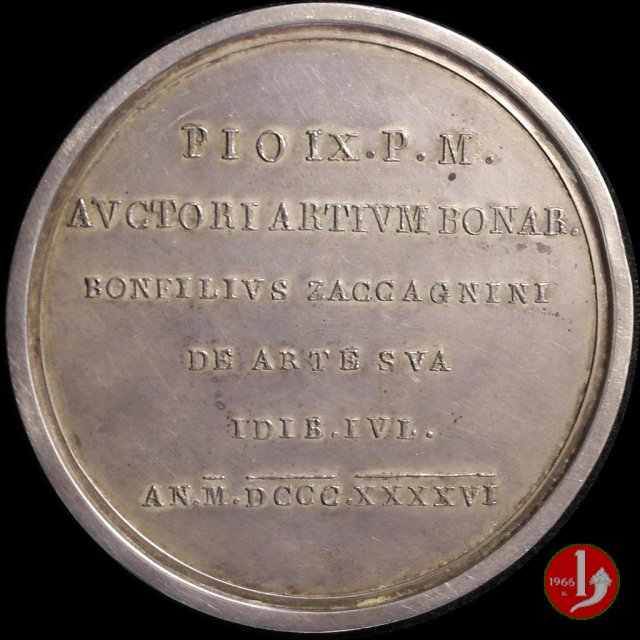 PIO IX. P. M.
AVCTORI ARTIVM BONAR.
BONFILIVS ZACCAGNINI
DE ARTE SVA
IDIB. IVL.
AN. M. DCCC. XXXXVI
1966